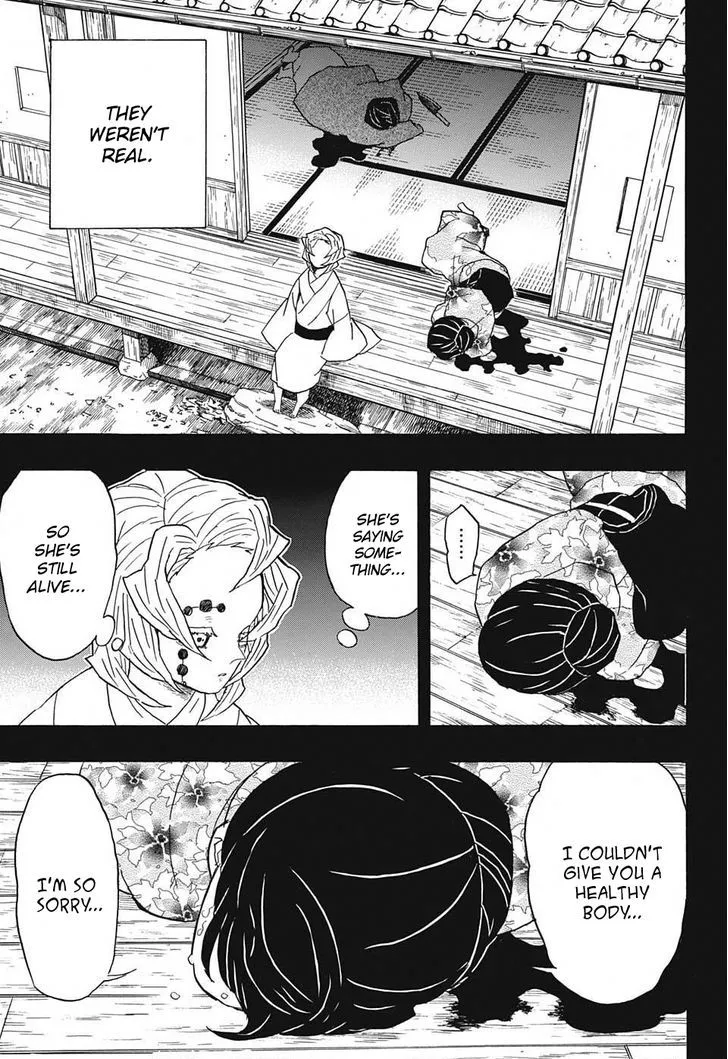 THEY
WEREN'T
REAL.
......
SHE'S
SAYING
SOME-
THING...
SO
SHE'S
STILL
ALIVE...
I COULDN'T
GIVE YOU A
HEALTHY
BODY...
I'M SO
SORRY...